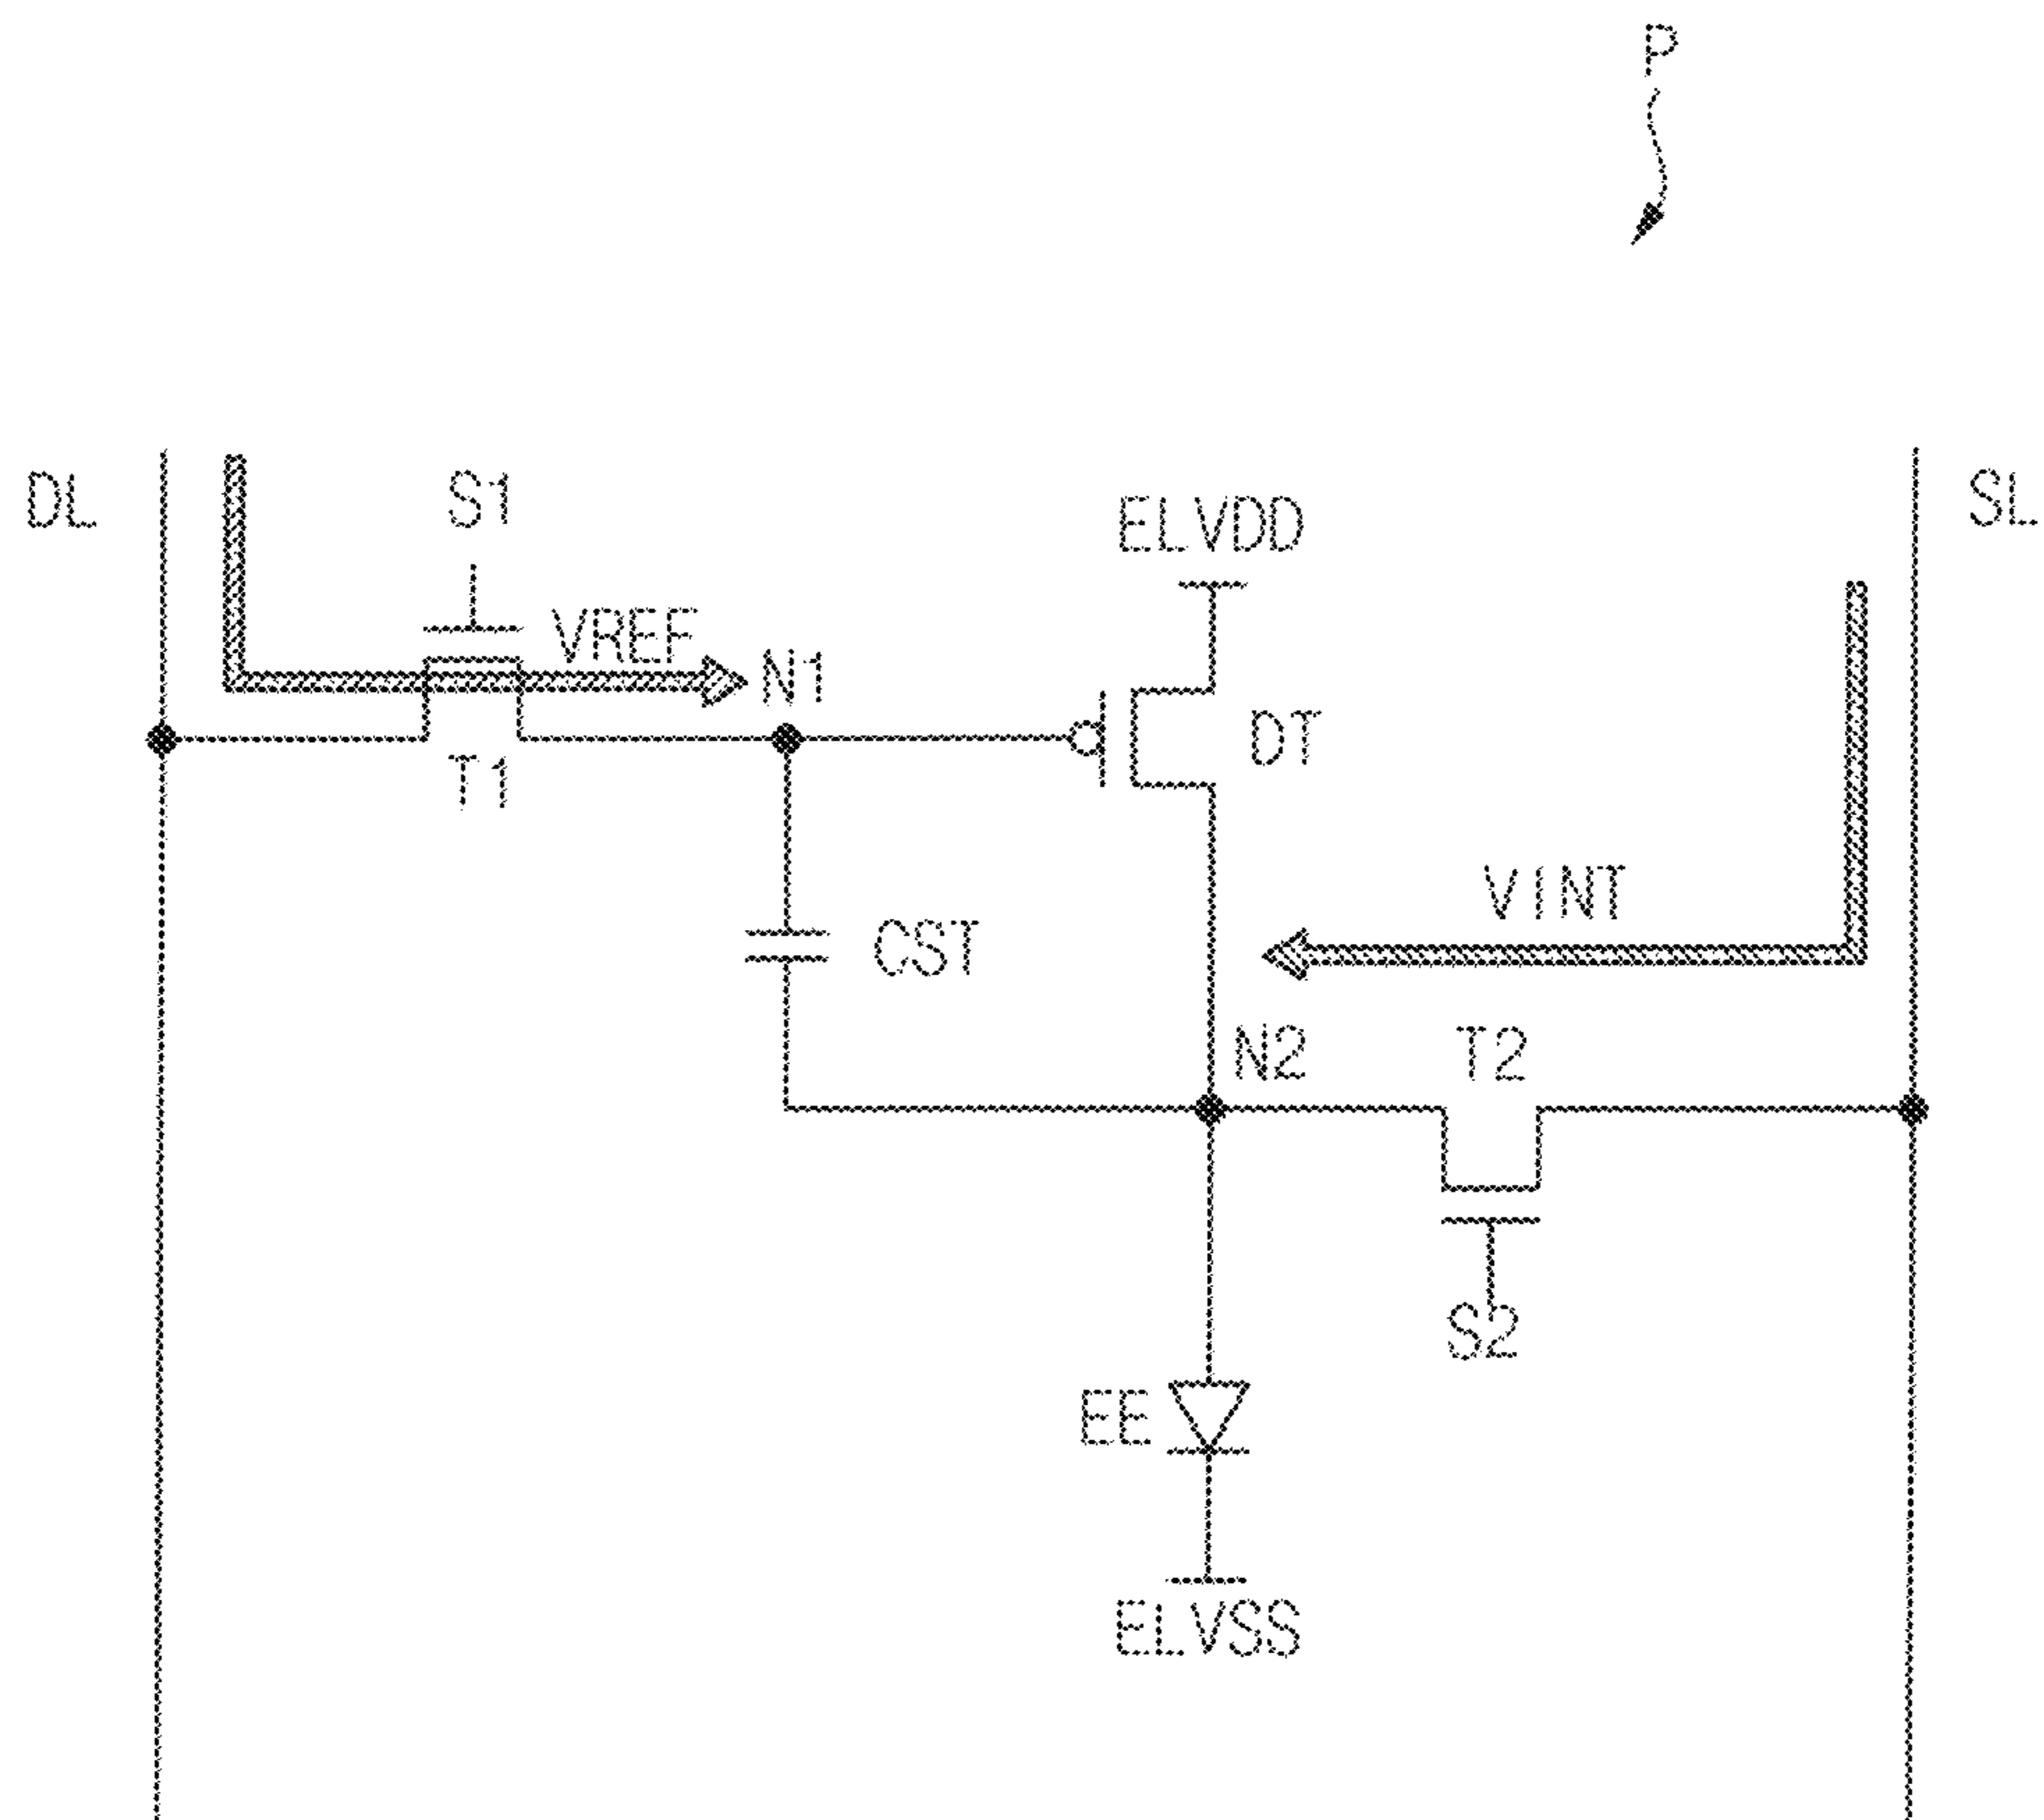 P
DL
S1
ELVDD
SL
VREF
N1
DT
T1
VINT
CST
N2
T2
S2
EE
ELVSS